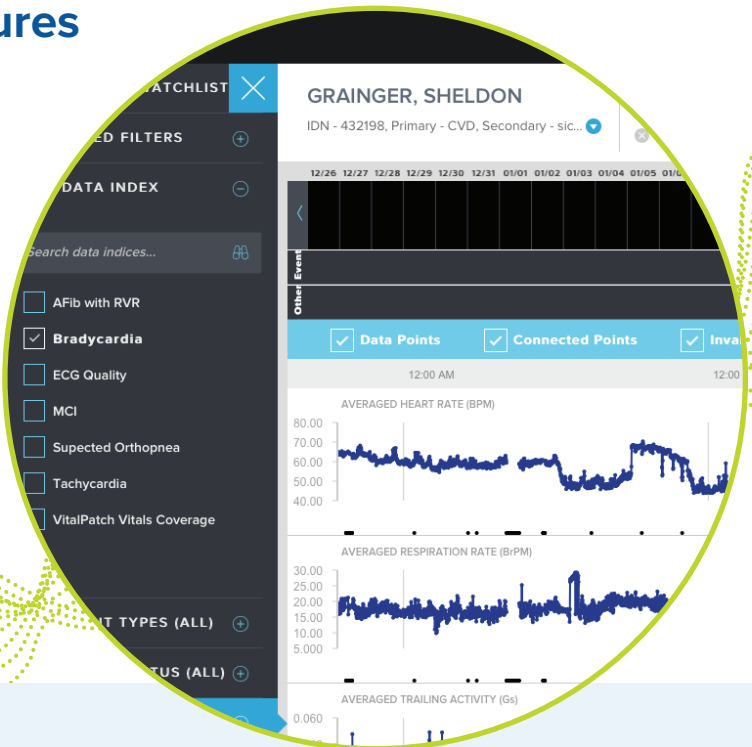 ures
ATCHLIST
ED FILTERS
DATA INDEX
Search data indices...
AFib with RVR
Bradycardia
ECG Quality
MCI
Supected Orthopnea
Tachycardia
VitalPatch Vitals Coverage
NT TYPES (ALL)
TUS (ALL)
GRAINGER, SHELDON
IDN - 432198, Primary - CVD, Secondary - sic...
12/26 12/27 12/28 12/29 12/30 12/31 01/01 01/02 01/03 01/04 01/05 01/0
Other Event
Data Points Connected Points Inva
12:00 AM 12:00
AVERAGED HEART RATE (BPM)
80.00
70.00
60.00
50.00
40.00
AVERAGED RESPIRATION RATE (BrPM)
30.00
25.00
20.00
15.00
10.00
5.000
AVERAGED TRAILING ACTIVITY (Gs)
0.060